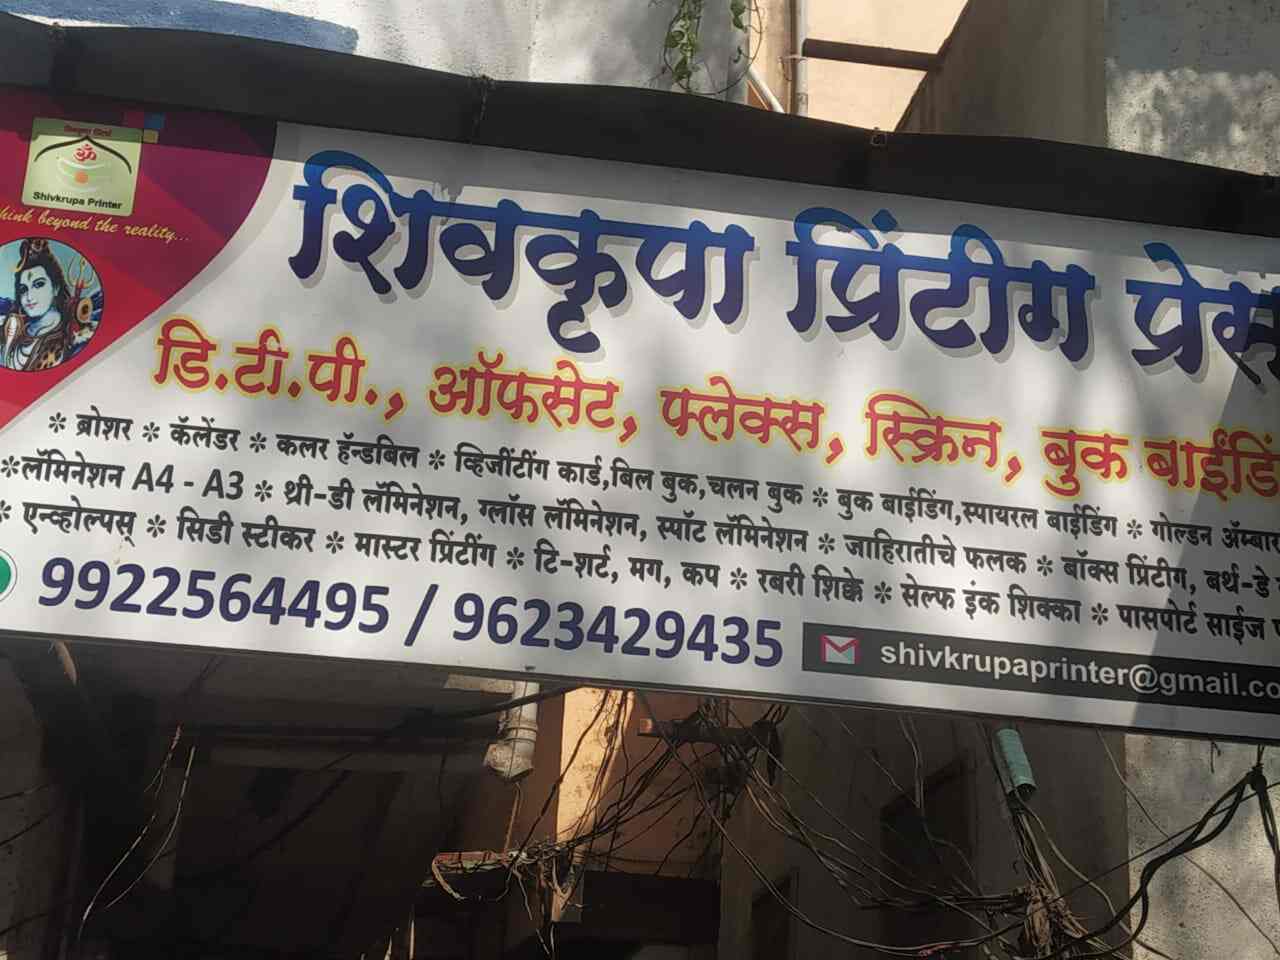 Shivkrupa Printer
hink beyond the reality...
शिवकृपा प्रिंटींग प्रेस
डि.टी.पी., ऑफसेट, फ्लेक्स, स्क्रिन, बुक बाईंडिं
* ब्रोशर * कॅलेंडर * कलर हॅन्डबिल * व्हिजींटींग कार्ड,बिल बुक,चलन बुक * बुक बाईडिंग,स्पायरल बाईडिंग * गोल्डन ॲम्बार
*लॅमिनेशन A4 - A3 * थ्री-डी लॅमिनेशन, ग्लॉस लॅमिनेशन, स्पॉट लॅमिनेशन * जाहिरातीचे फलक * बॉक्स प्रिंटीग, बर्थ-डे
* एन्व्होल्पस् * सिडी स्टीकर * मास्टर प्रिंटींग * टि-शर्ट, मग, कप * रबरी शिक्के * सेल्फ इंक शिक्का * पासपोर्ट साईज
9922564495 / 9623429435
shivkrupaprinter@gmail.co